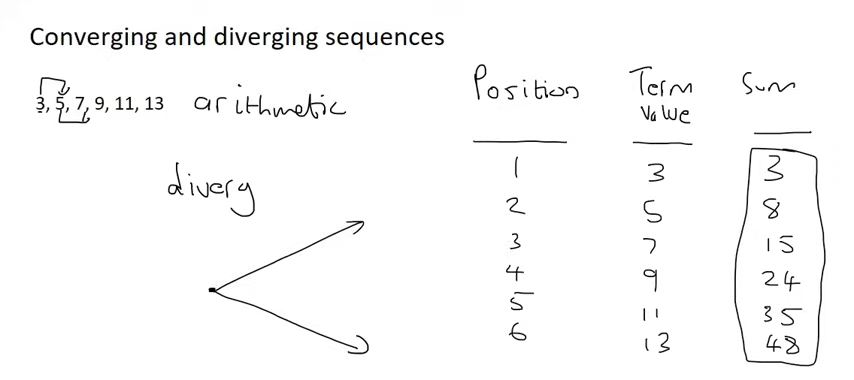 Converging and diverging sequences
3, 5, 7, 9, 11, 13 arithmetic
diverg
Position Term value Sum
1 3 3
2 5 8
3 7 15
4 9 24
5 11 35
6 13 48